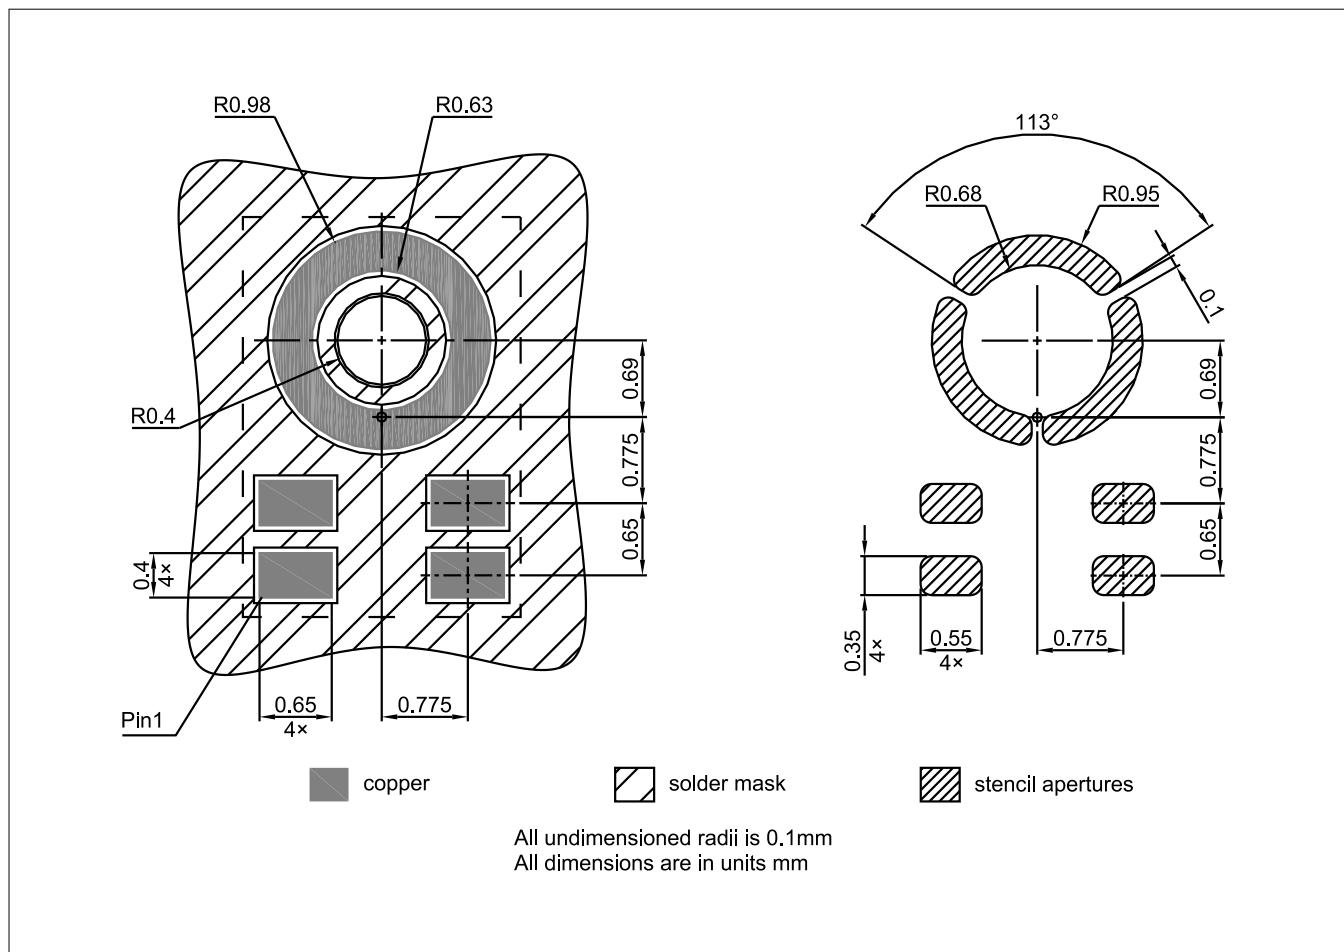 R0.98
R0.63
R0.4
0.69
0.775
0.65
0.4
4×
Pin1
0.65
4×
0.775
113°
R0.68
R0.95
0.1
0.69
0.775
0.65
0.35
4×
0.55
4×
0.775
copper
solder mask
stencil apertures
All undimensioned radii is 0.1mm
All dimensions are in units mm